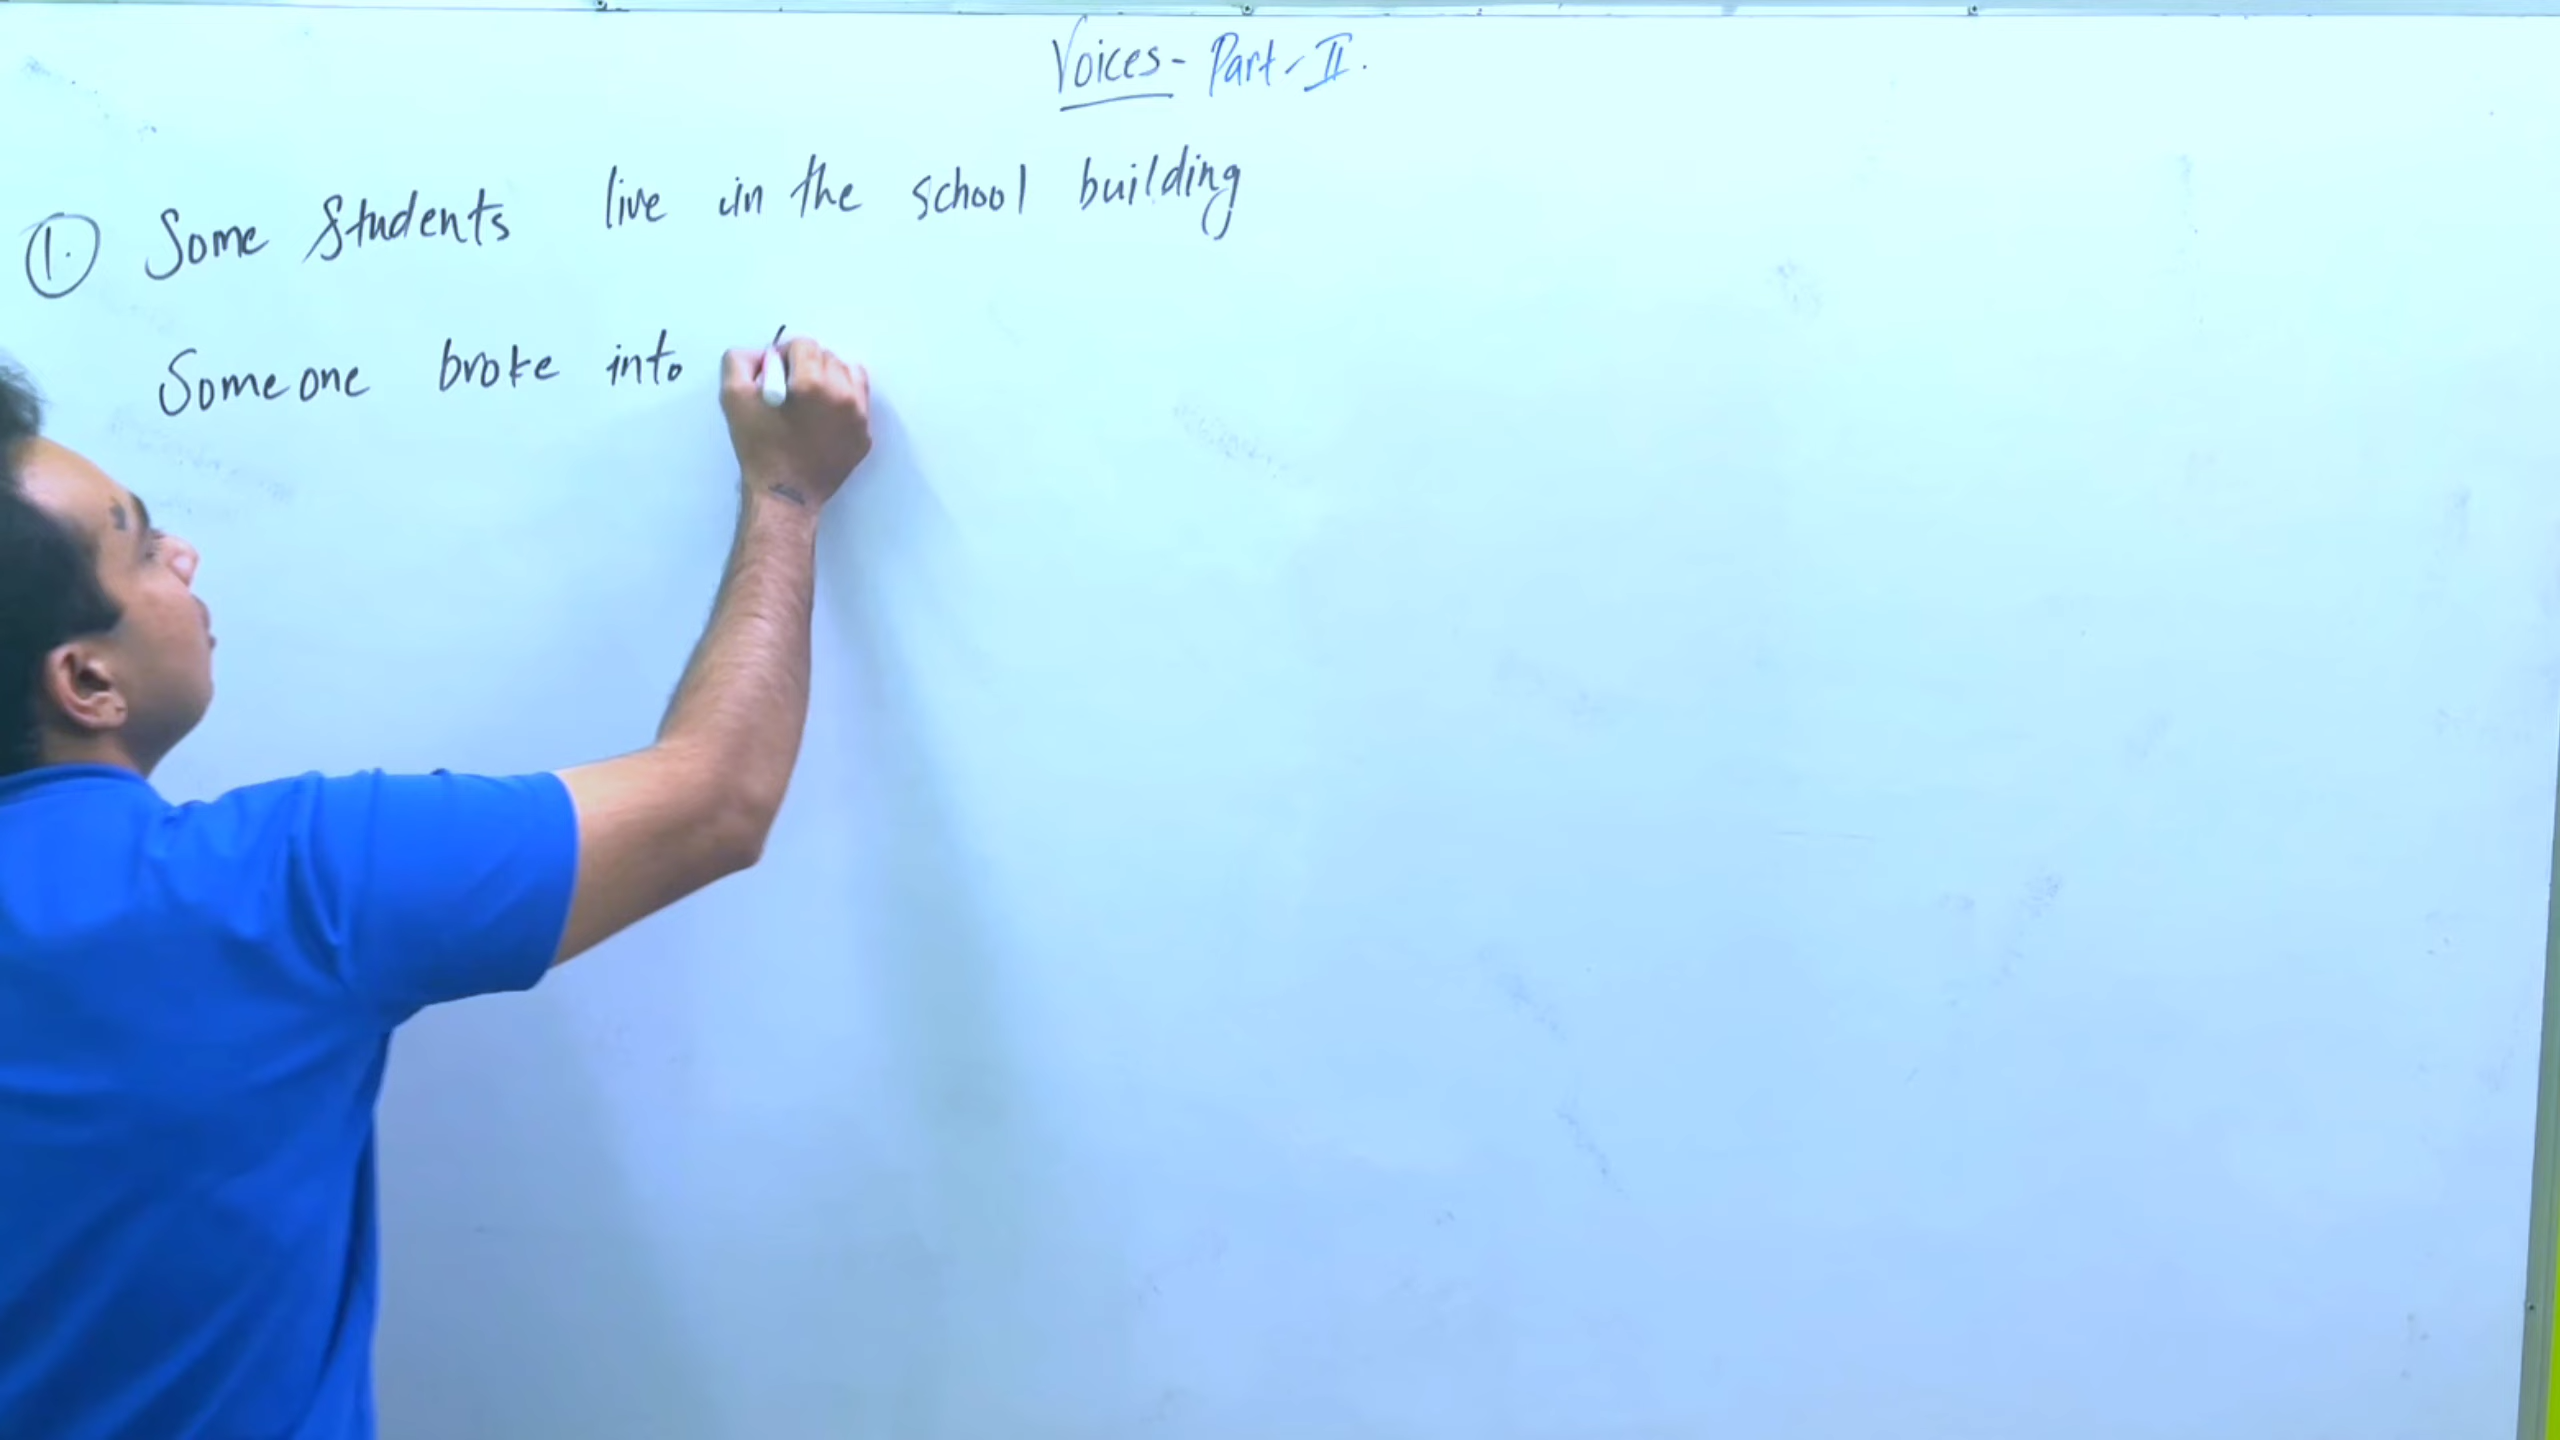 Voices - Part - II.
1. Some Students live in the school building
Someone broke into